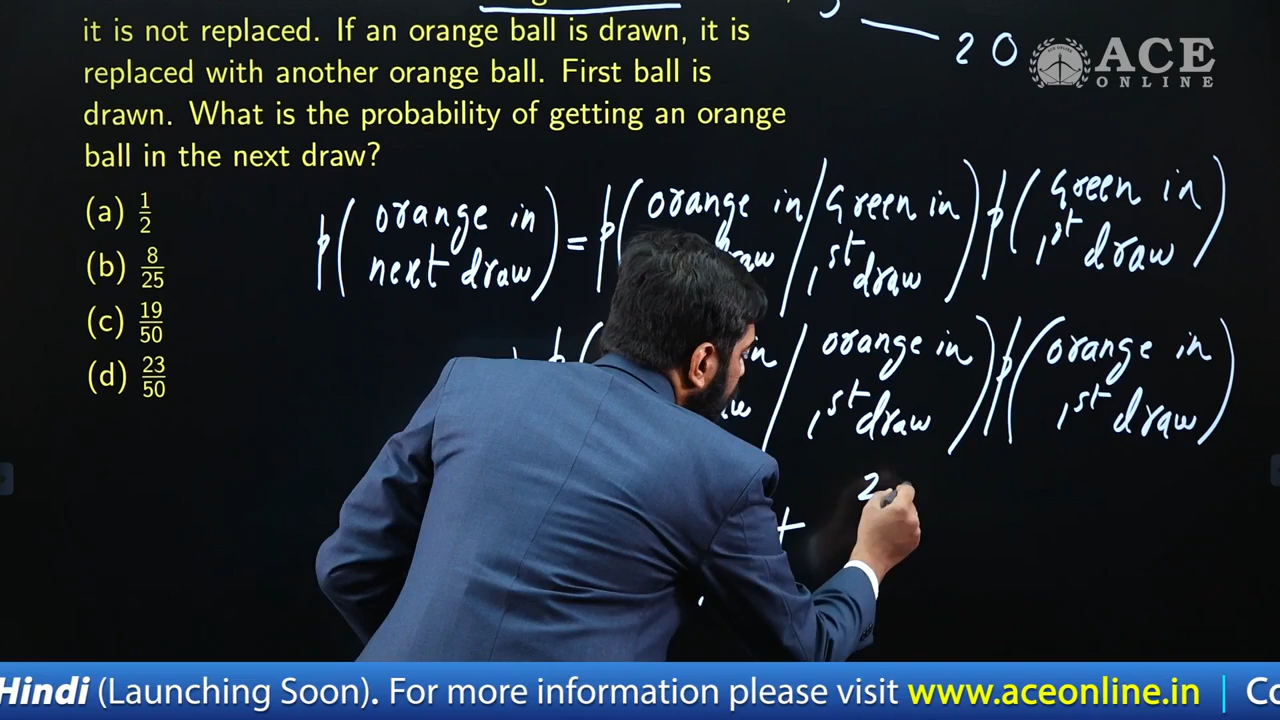 it is not replaced. If an orange ball is drawn, it is
replaced with another orange ball. First ball is
drawn. What is the probability of getting an orange
ball in the next draw?
20
ACE
ONLINE
(a) 1/2
(b) 8/25
(c) 19/50
(d) 23/50
p( orange in next draw ) = p( orange in draw / Green in 1st draw ) p( Green in 1st draw )
p( in / orange in 1st draw ) p( orange in 1st draw )
+ 2
Hindi (Launching Soon). For more information please visit www.aceonline.in | Co